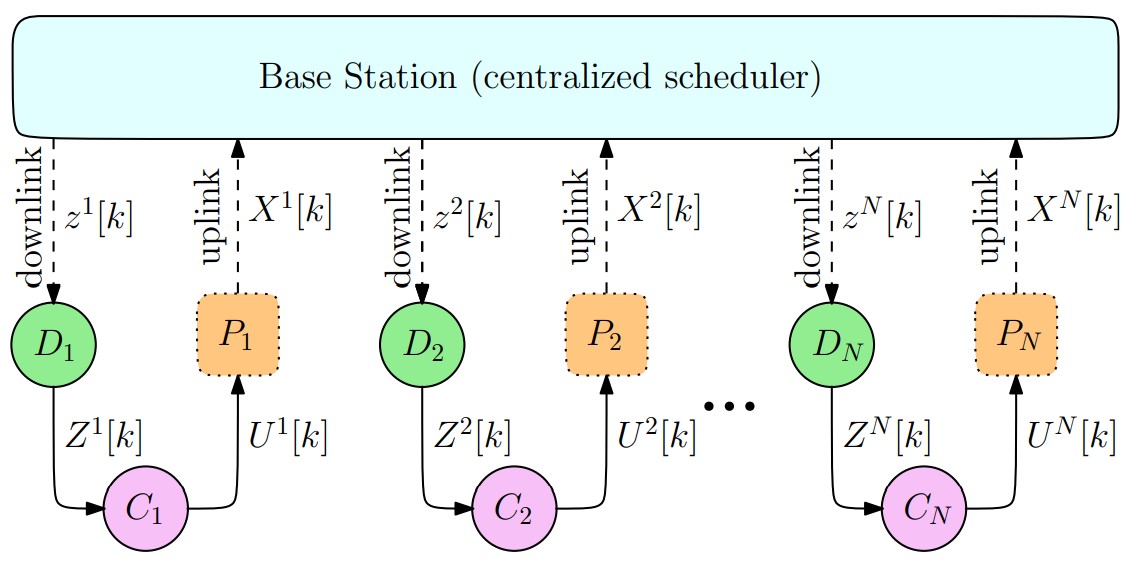 Base Station (centralized scheduler)
downlink
z^1[k]
uplink
X^1[k]
downlink
z^2[k]
uplink
X^2[k]
downlink
z^N[k]
uplink
X^N[k]
D_1
P_1
D_2
P_2
D_N
P_N
...
Z^1[k]
U^1[k]
Z^2[k]
U^2[k]
Z^N[k]
U^N[k]
C_1
C_2
C_N